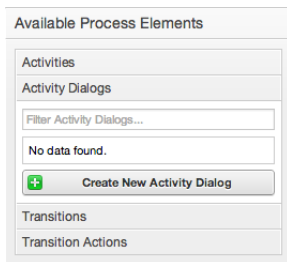 Available Process Elements
Activities
Activity Dialogs
Filter Activity Dialogs...
No data found.
Create New Activity Dialog
Transitions
Transition Actions